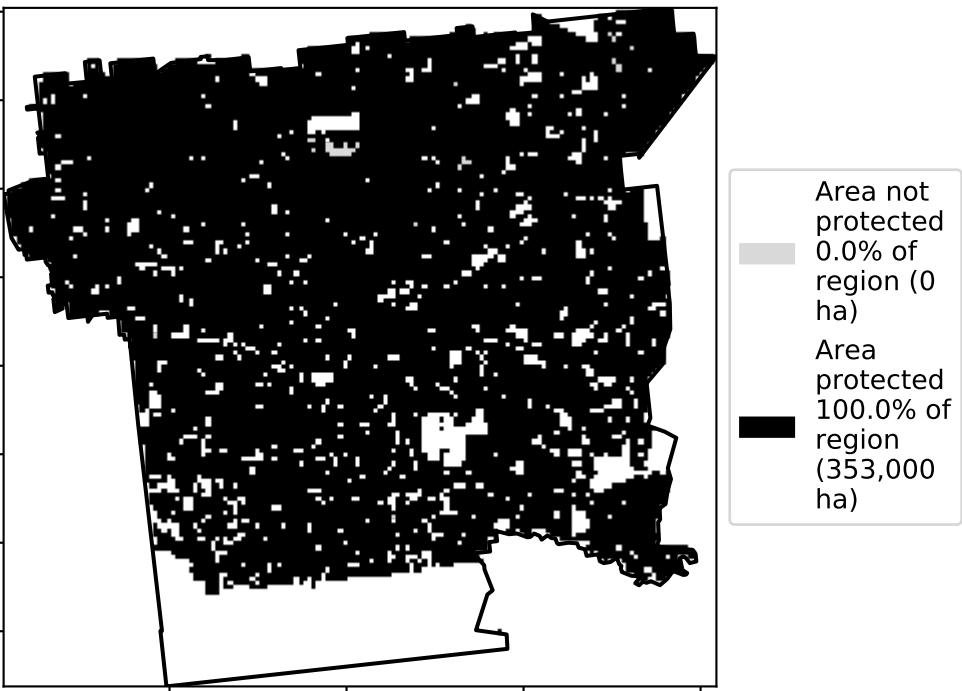 Area not
protected
0.0% of
region (0
ha)
Area
protected
100.0% of
region
(353,000
ha)